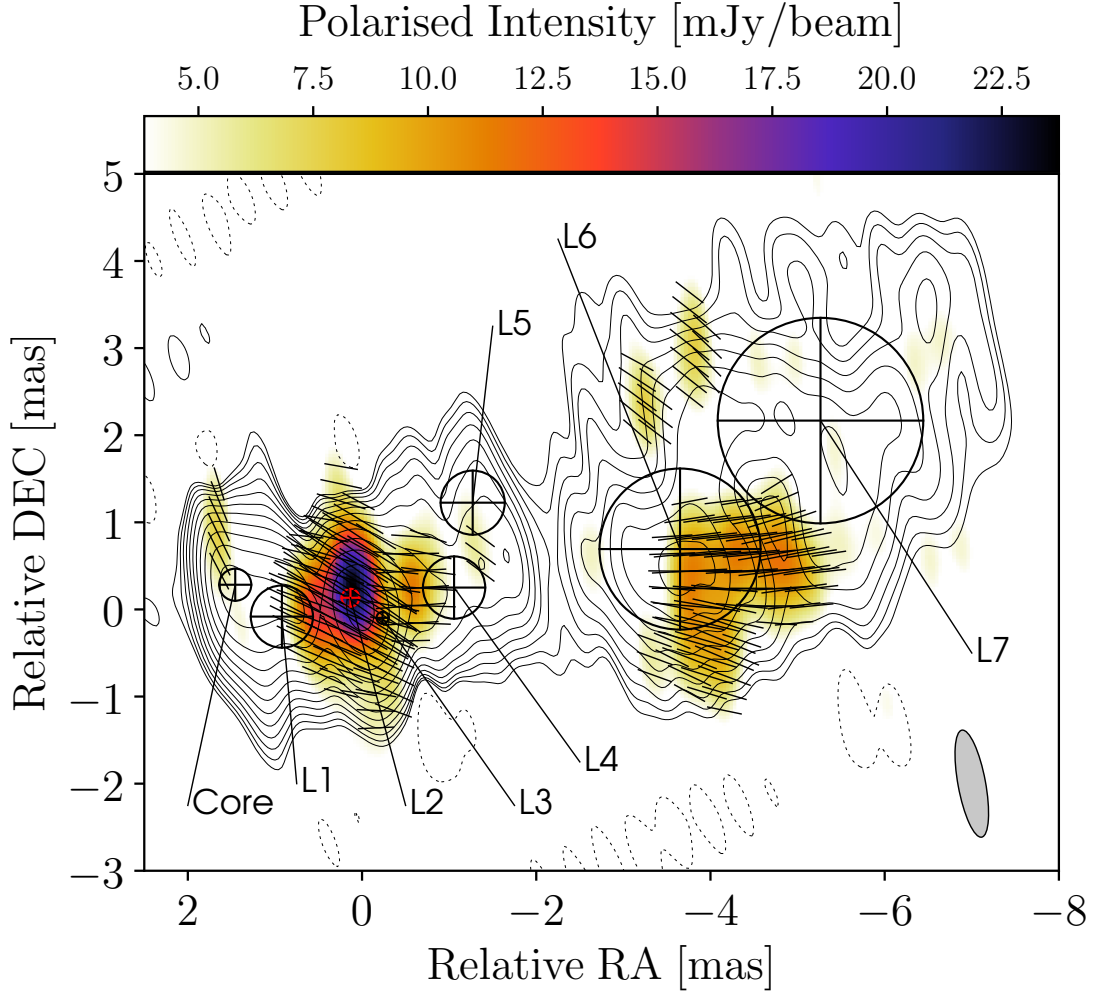 Polarised Intensity [mJy/beam]
5.0 7.5 10.0 12.5 15.0 17.5 20.0 22.5
5
4
3
2
1
0
−1
−2
−3
Relative DEC [mas]
L6
L5
L7
L4
L1
Core
L2
L3
2 0 −2 −4 −6 −8
Relative RA [mas]